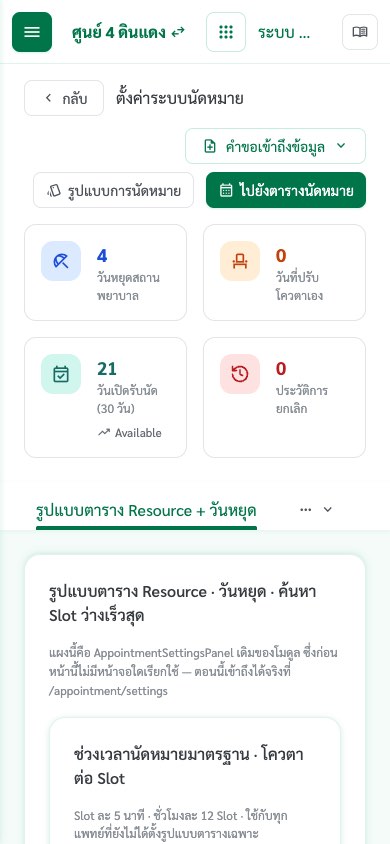 ศูนย์ 4 ดินแดง
ระบบ ...
กลับ
ตั้งค่าระบบนัดหมาย
คำขอเข้าถึงข้อมูล
รูปแบบการนัดหมาย
ไปยังตารางนัดหมาย
4
วันหยุดสถาน
พยาบาล
0
วันที่ปรับ
โควตาเอง
21
วันเปิดรับนัด
(30 วัน)
Available
0
ประวัติการ
ยกเลิก
รูปแบบตาราง Resource + วันหยุด
รูปแบบตาราง Resource · วันหยุด · ค้นหา
Slot ว่างเร็วสุด
แผงนี้คือ AppointmentSettingsPanel เดิมของโมดูล ซึ่งก่อน
หน้านี้ไม่มีหน้าจอใดเรียกใช้ — ตอนนี้เข้าถึงได้จริงที่
/appointment/settings
ช่วงเวลานัดหมายมาตรฐาน · โควตา
ต่อ Slot
Slot ละ 5 นาที · ชั่วโมงละ 12 Slot · ใช้กับทุก
แพทย์ที่ยังไม่ได้ตั้งรูปแบบตารางเฉพาะ